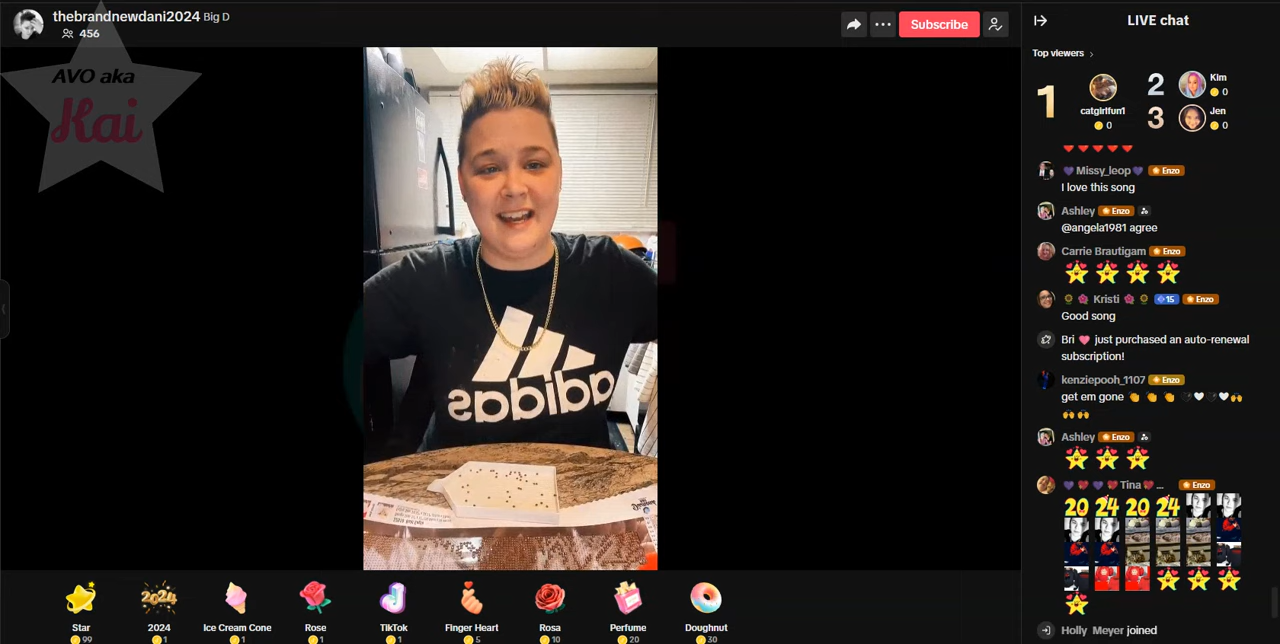 thebrandnewdani2024 Big D
456
Subscribe
AVO aka
Kai
adidas
Star
99
2024
2024
1
Ice Cream Cone
1
Rose
1
TikTok
1
Finger Heart
5
Rosa
10
Perfume
20
Doughnut
30
LIVE chat
Top viewers
1
catgirlfun1
0
2
Kim
0
3
Jen
0
Missy_leop Enzo
I love this song
Ashley Enzo
@angela1981 agree
Carrie Brautigam Enzo
Kristi 15 Enzo
Good song
Bri ❤ just purchased an auto-renewal
subscription!
kenziepooh_1107 Enzo
get em gone
Ashley Enzo
Tina ... Enzo
20 24 20 24
Holly Meyer joined